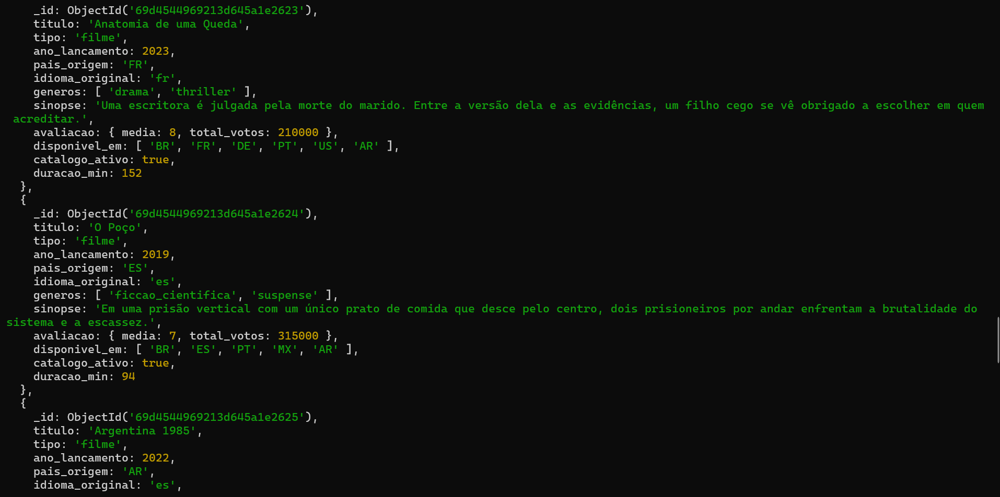 _id: ObjectId('69d4544969213d645a1e2623'),
titulo: 'Anatomia de uma Queda',
tipo: 'filme',
ano_lancamento: 2023,
pais_origem: 'FR',
idioma_original: 'fr',
generos: [ 'drama', 'thriller' ],
sinopse: 'Uma escritora é julgada pela morte do marido. Entre a versão dela e as evidências, um filho cego se vê obrigado a escolher em quem
acreditar.',
avaliacao: { media: 8, total_votos: 210000 },
disponivel_em: [ 'BR', 'FR', 'DE', 'PT', 'US', 'AR' ],
catalogo_ativo: true,
duracao_min: 152
},
{
_id: ObjectId('69d4544969213d645a1e2624'),
titulo: 'O Poço',
tipo: 'filme',
ano_lancamento: 2019,
pais_origem: 'ES',
idioma_original: 'es',
generos: [ 'ficcao_cientifica', 'suspense' ],
sinopse: 'Em uma prisão vertical com um único prato de comida que desce pelo centro, dois prisioneiros por andar enfrentam a brutalidade do
sistema e a escassez.',
avaliacao: { media: 7, total_votos: 315000 },
disponivel_em: [ 'BR', 'ES', 'PT', 'MX', 'AR' ],
catalogo_ativo: true,
duracao_min: 94
},
{
_id: ObjectId('69d4544969213d645a1e2625'),
titulo: 'Argentina 1985',
tipo: 'filme',
ano_lancamento: 2022,
pais_origem: 'AR',
idioma_original: 'es',